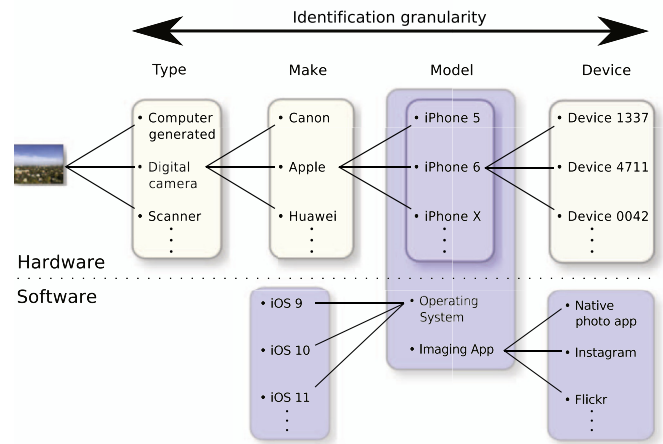 Identification granularity
Type Make Model Device
• Computer generated
• Digital camera
• Scanner
• Canon
• Apple
• Huawei
• iPhone 5
• iPhone 6
• iPhone X
• Device 1337
• Device 4711
• Device 0042
Hardware
Software
• iOS 9
• iOS 10
• iOS 11
• Operating
System
• Imaging App
• Native
photo app
• Instagram
• Flickr